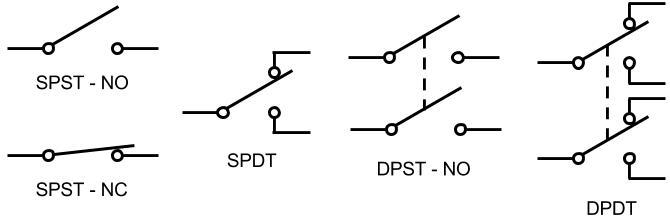 SPST - NO
SPST - NC
SPDT
DPST - NO
DPDT